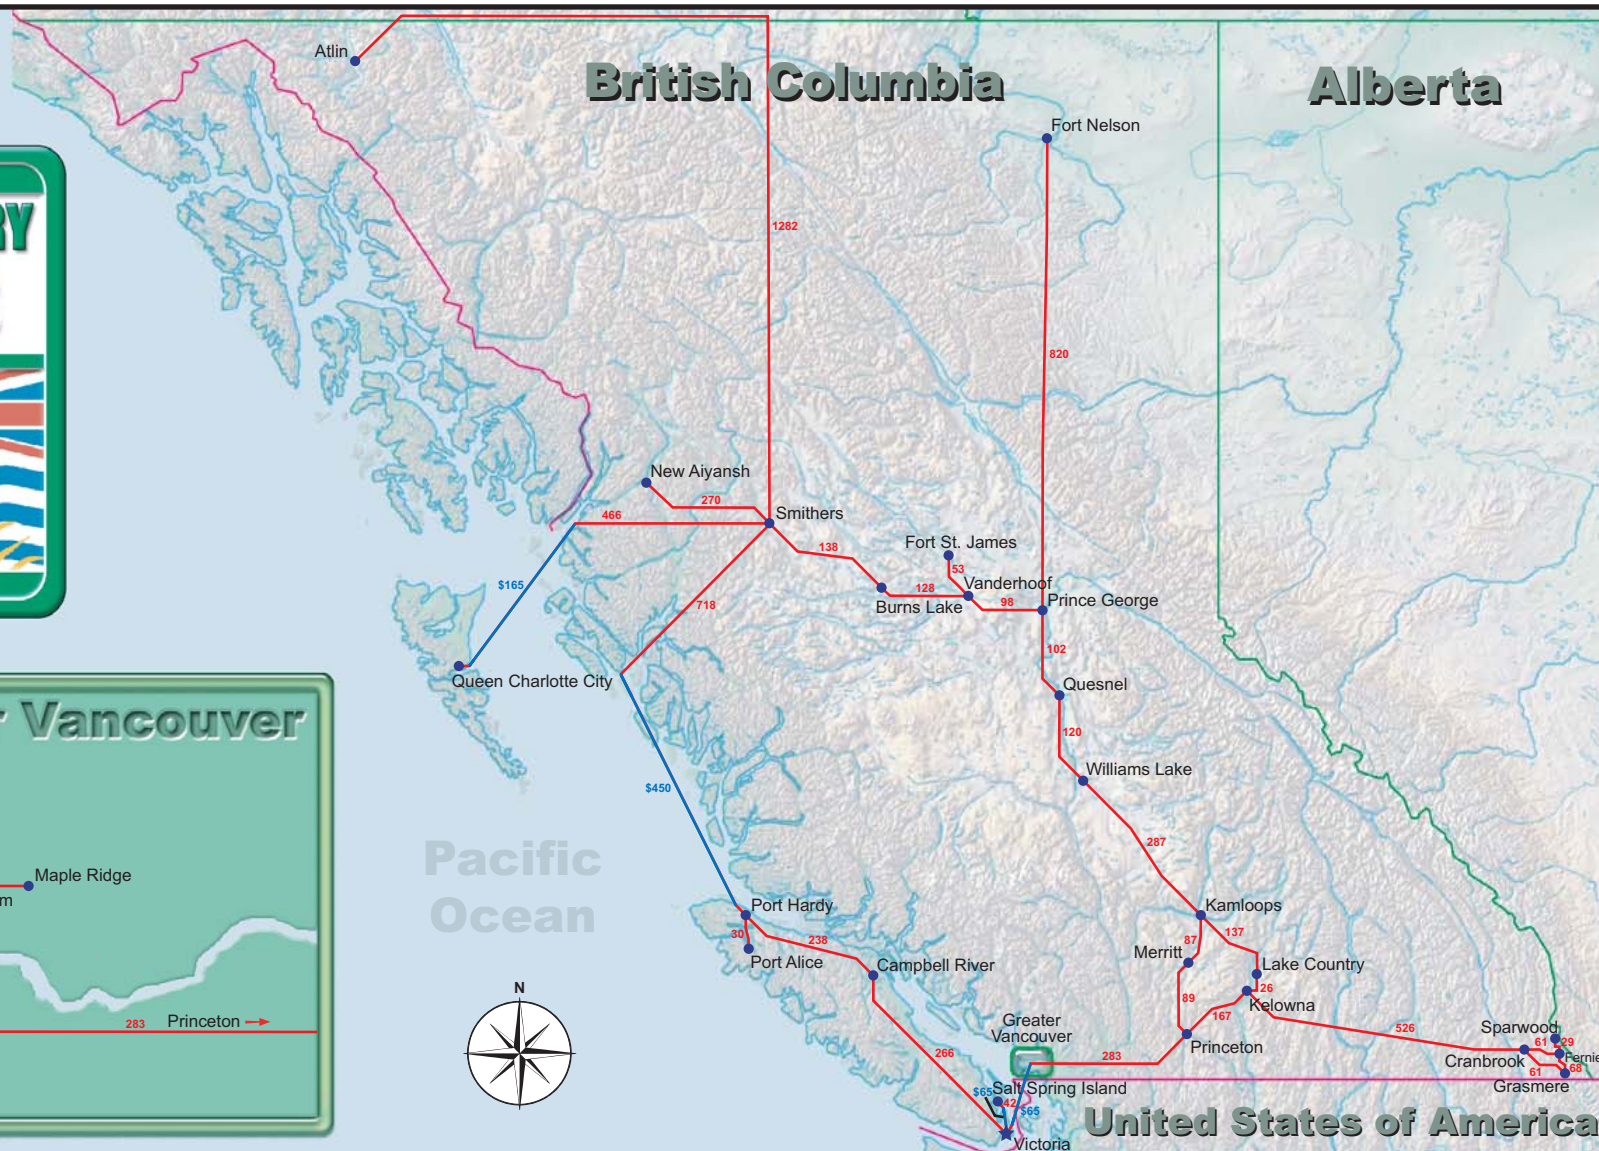 British Columbia
Alberta
Atlin
Fort Nelson
RY
1282
820
New Aiyansh
270
466
Smithers
138
Fort St. James
53
Vanderhoof
128
Burns Lake
98
Prince George
$165
718
102
Queen Charlotte City
Quesnel
120
Vancouver
Williams Lake
$450
287
Pacific
Ocean
Maple Ridge
m
Port Hardy
30
238
Port Alice
Campbell River
Kamloops
87
137
Merritt
Lake Country
26
89
Kelowna
167
N
283
Princeton
Greater
Vancouver
526
Sparwood
61
29
Cranbrook
Fernie
61
68
Grasmere
283
Princeton
266
Salt Spring Island
$65
42
$65
Victoria
United States of America